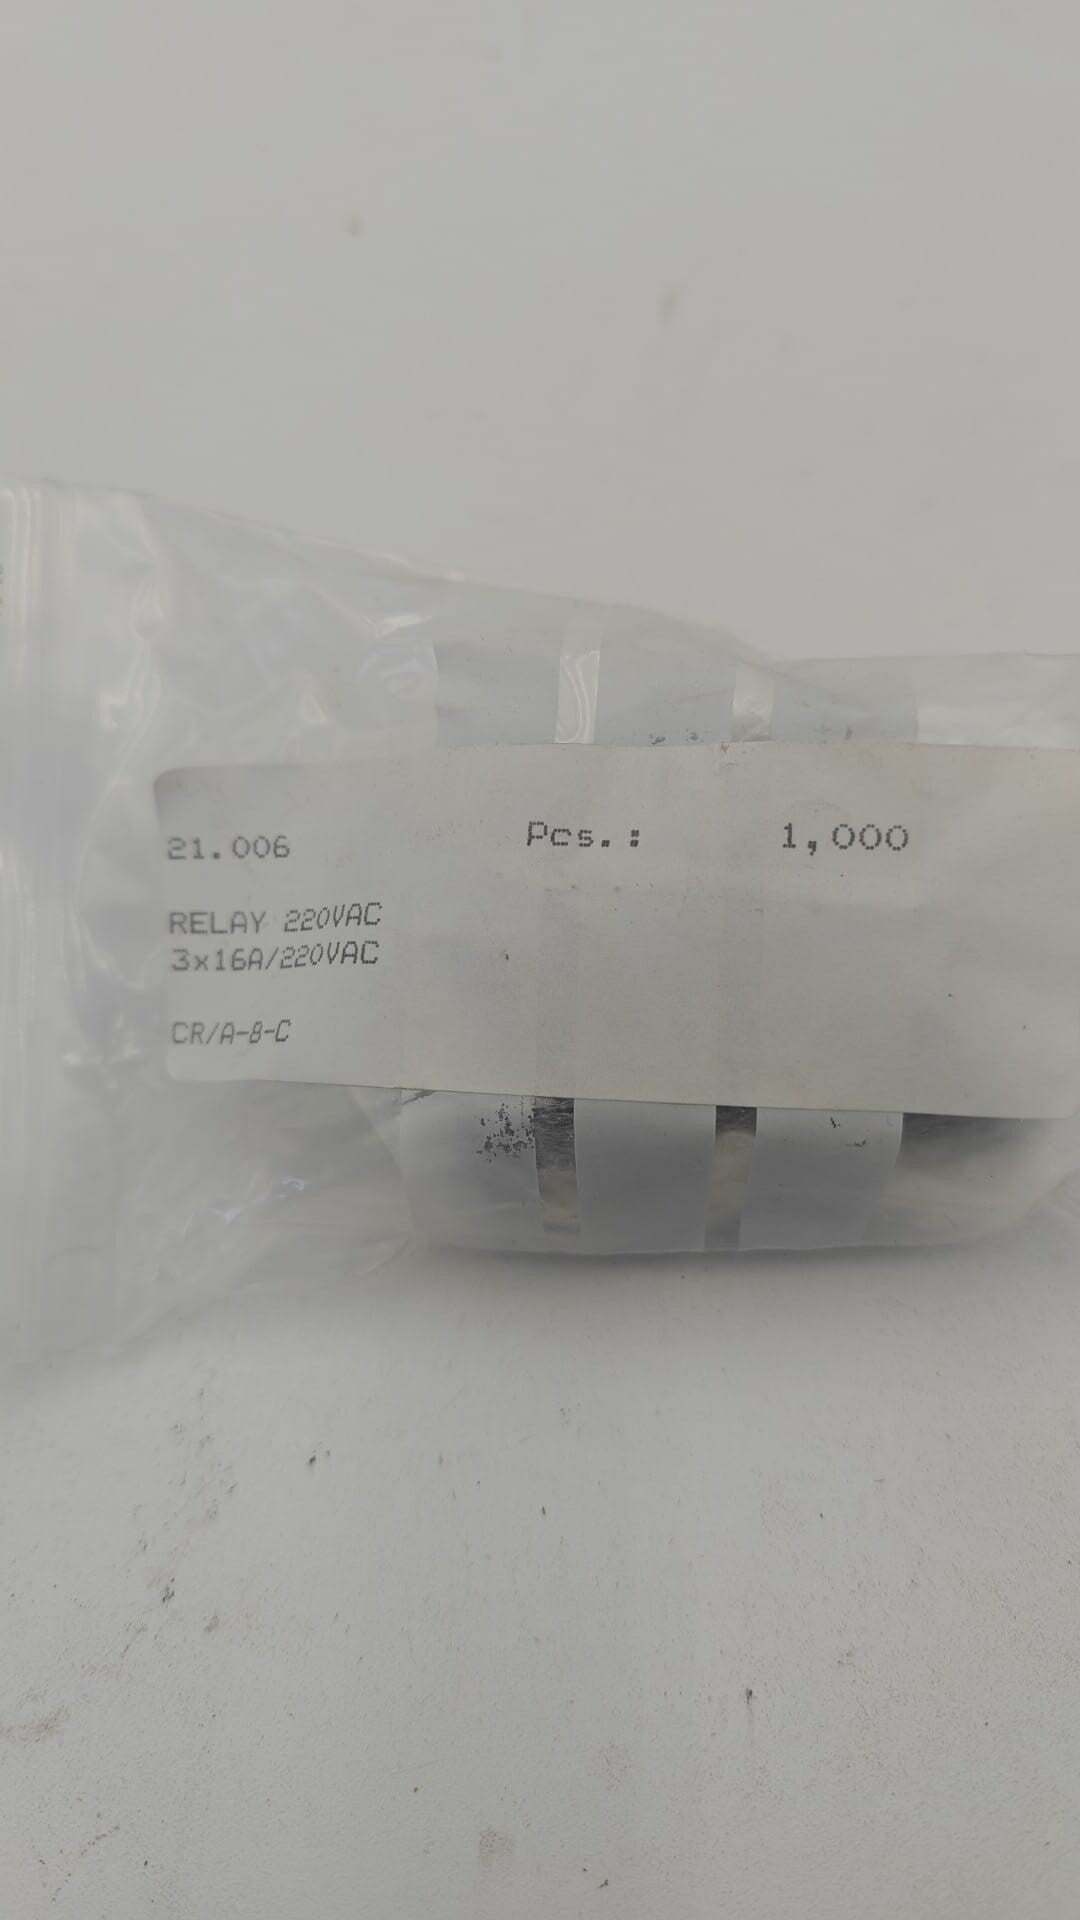 21.006 Pcs.: 1,000
RELAY 220VAC
3x16A/220VAC
CR/A-8-C